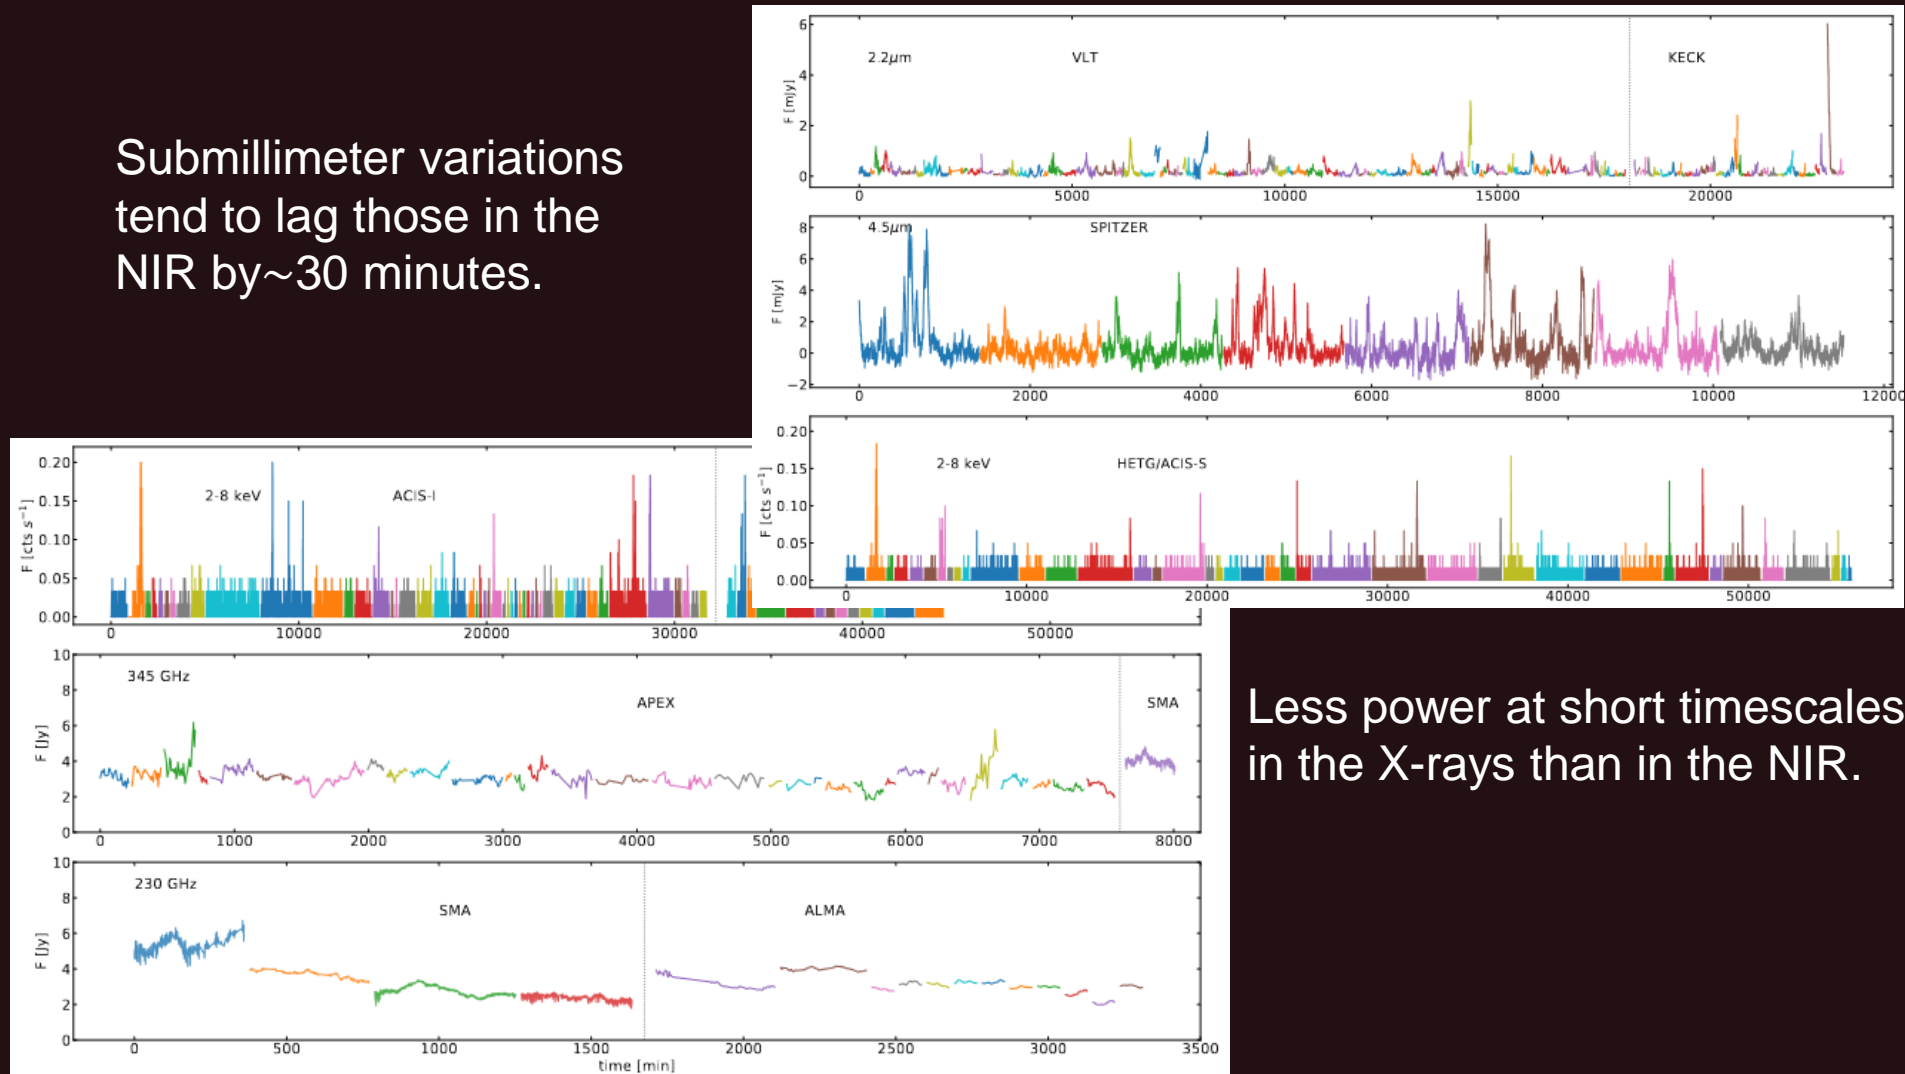 Submillimeter variations
tend to lag those in the
NIR by~30 minutes.
6
4
2
0
F [mJy]
2.2μm VLT KECK
0 5000 10000 15000 20000
8
6
4
2
0
−2
F [mJy]
4.5μm SPITZER
0 2000 4000 6000 8000 10000 12000
0.20
0.15
0.10
0.05
0.00
F [cts s⁻¹]
2-8 keV HETG/ACIS-S
0 10000 20000 30000 40000 50000
0.20
0.15
0.10
0.05
0.00
F [cts s⁻¹]
2-8 keV ACIS-I
0 10000 20000 30000 40000 50000
10
8
6
4
2
0
F [Jy]
345 GHz APEX SMA
0 1000 2000 3000 4000 5000 6000 7000 8000
10
8
6
4
2
0
F [Jy]
230 GHz SMA ALMA
0 500 1000 1500 2000 2500 3000 3500
time [min]
Less power at short timescales
in the X-rays than in the NIR.